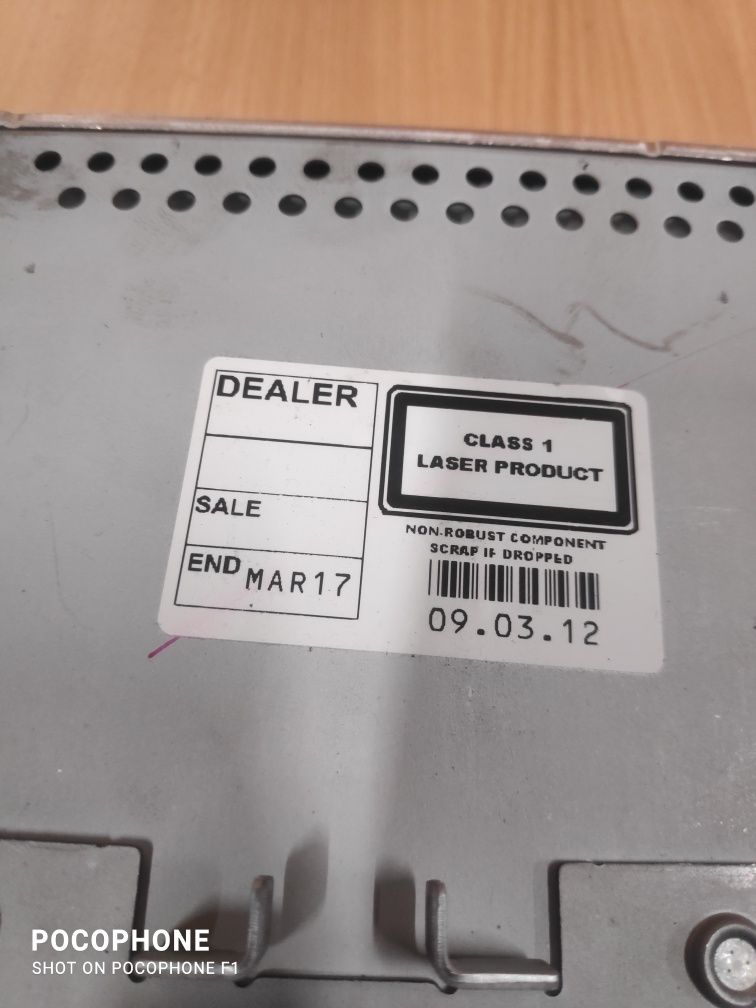 DEALER
SALE
END MAR17
CLASS 1
LASER PRODUCT
NON-ROBUST COMPONENT
SCRAP IF DROPPED
09.03.12
POCOPHONE
SHOT ON POCOPHONE F1